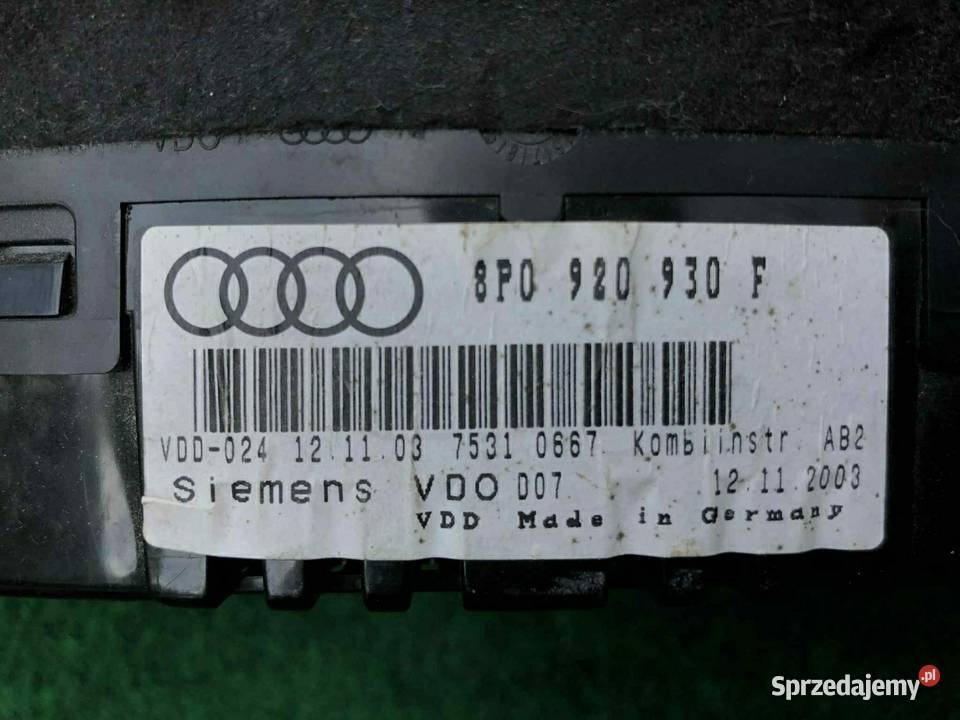 VDO
8P0 920 930 F
VDD-024 12.11.03 7531 0667 Kombiinstr. AB2
Siemens VDO D07 12.11.2003
VDD Made in Germany
Sprzedajemy.pl